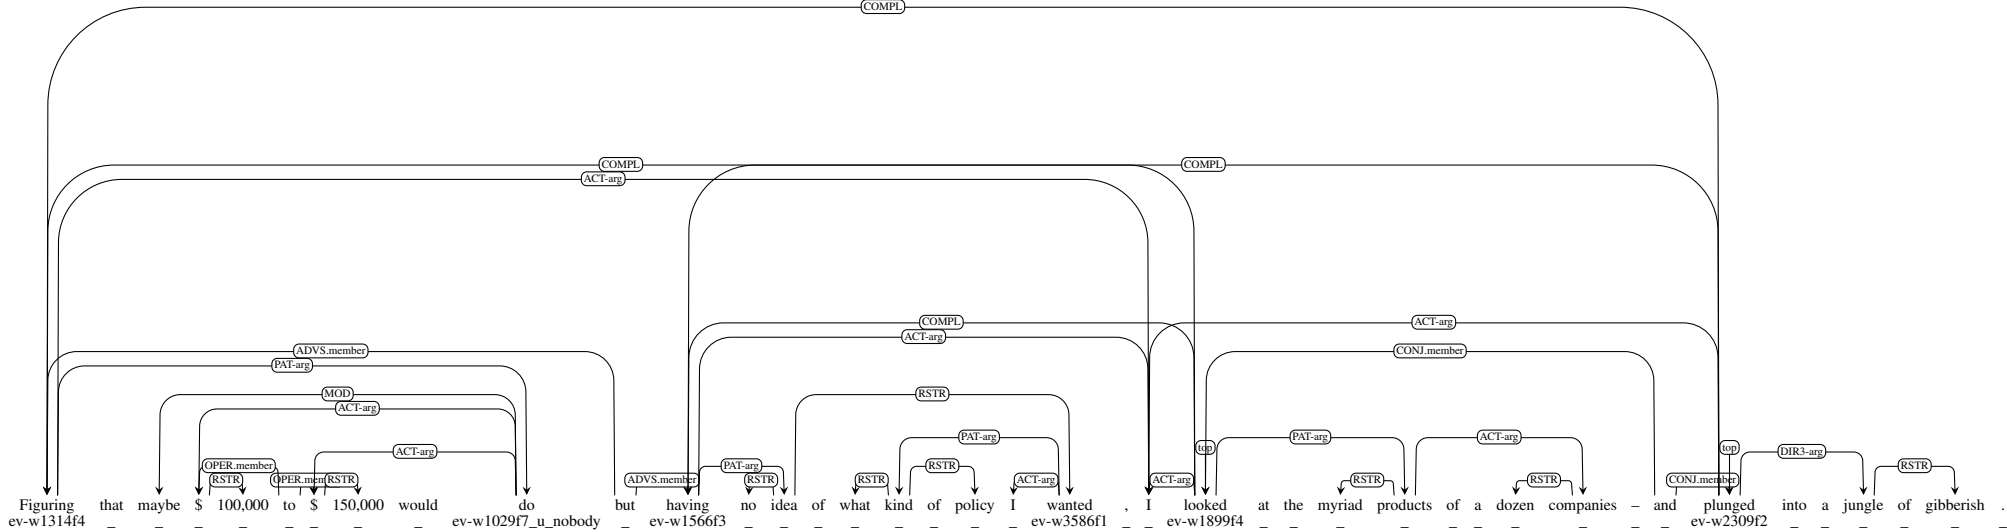 COMPL
COMPL COMPL
ACT-arg
COMPL ACT-arg
ACT-arg
ADVS.member CONJ.member
PAT-arg
MOD RSTR
ACT-arg
PAT-arg PAT-arg ACT-arg
top top
ACT-arg DIR3-arg
OPER.member PAT-arg RSTR RSTR
RSTR OPER.mem RSTR ADVS.member RSTR RSTR ACT-arg ACT-arg RSTR RSTR CONJ.member
Figuring that maybe $ 100,000 to $ 150,000 would do but having no idea of what kind of policy I wanted , I looked at the myriad products of a dozen companies – and plunged into a jungle of gibberish .
ev-w1314f4 _ _ _ _ _ _ _ _ ev-w1029f7_u_nobody _ ev-w1566f3 _ _ _ _ _ _ _ _ ev-w3586f1 _ _ ev-w1899f4 _ _ _ _ _ _ _ _ _ _ ev-w2309f2 _ _ _ _ _ _